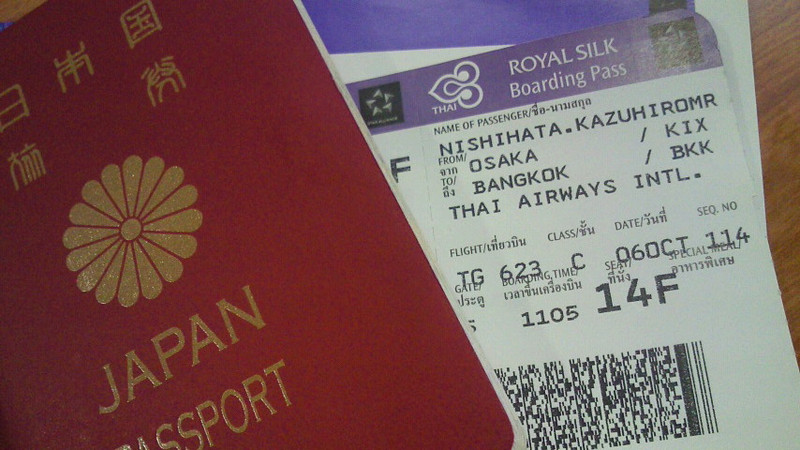 日本国
旅券
JAPAN
PASSPORT
THAI
ROYAL SILK
Boarding Pass
NAME OF PASSENGER/ชื่อ-นามสกุล
NISHIHATA.KAZUHIROMR
FROM/จาก OSAKA / KIX
TO/ถึง BANGKOK / BKK
THAI AIRWAYS INTL.
FLIGHT/เที่ยวบิน CLASS/ชั้น DATE/วันที่ SEQ. NO
TG 623 C 06OCT 114
GATE/ประตู BOARDING TIME/เวลาขึ้นเครื่องบิน SEAT/ที่นั่ง SPECIAL MEAL/อาหารพิเศษ
1105 14F
F